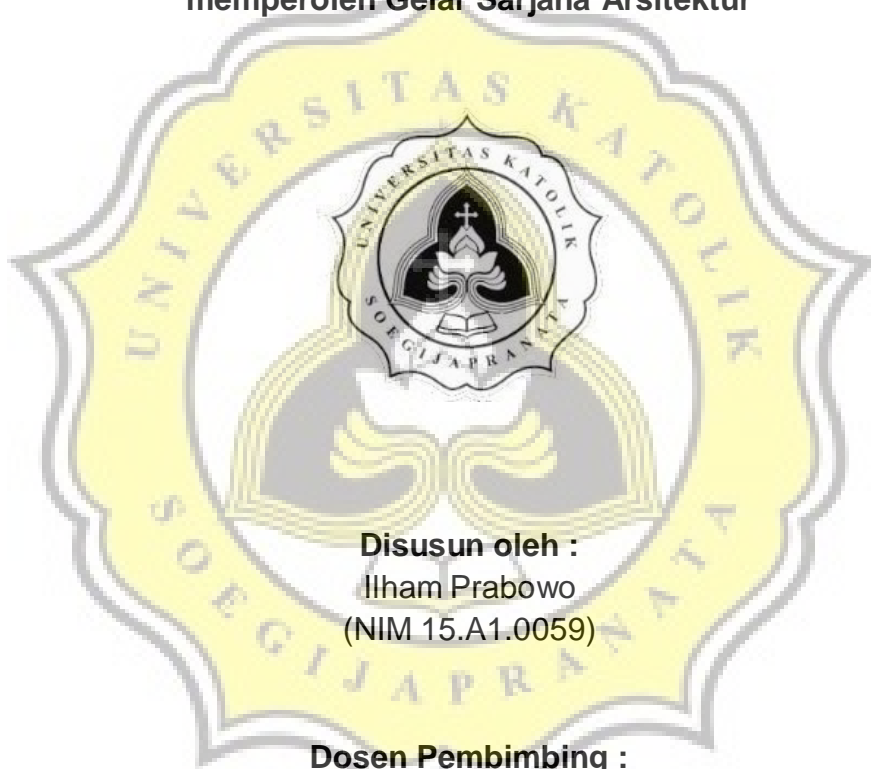 memperoleh Gelar Sarjana Arsitektur
UNIVERSITAS KATOLIK
SOEGIJAPRANATA
UNIVERSITAS KATOLIK
SOEGIJAPRANATA
Disusun oleh :
Ilham Prabowo
(NIM 15.A1.0059)
Dosen Pembimbing :